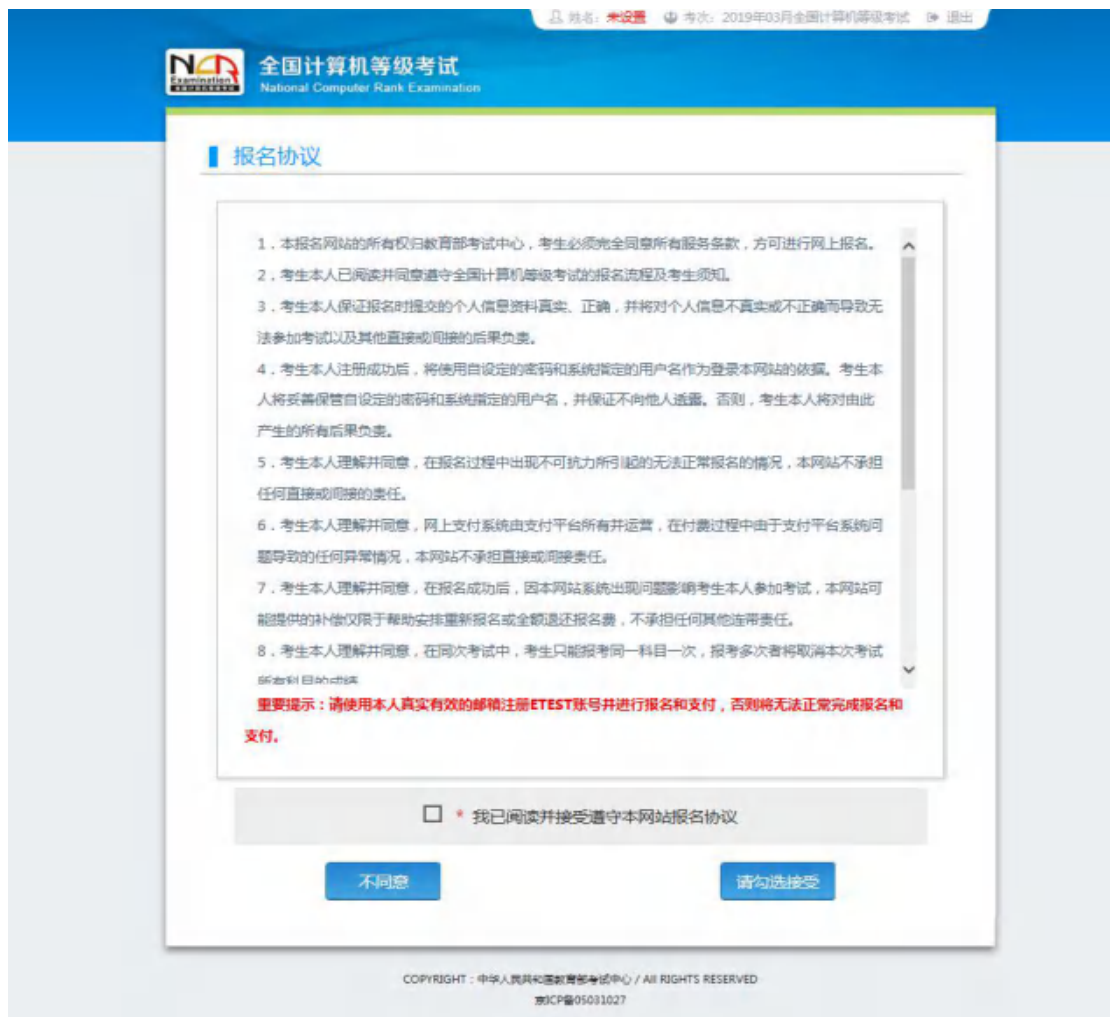 姓名：未设置 考次：2019年03月全国计算机等级考试 退出
NCR
Examination
全国计算机等级考试
National Computer Rank Examination
报名协议
1．本报名网站的所有权归教育部考试中心，考生必须完全同意所有服务条款，方可进行网上报名。
2．考生本人已阅读并同意遵守全国计算机等级考试的报名流程及考生须知。
3．考生本人保证报名时提交的个人信息资料真实、正确，并将对个人信息不真实或不正确而导致无
法参加考试以及其他直接或间接的后果负责。
4．考生本人注册成功后，将使用自设定的密码和系统指定的用户名作为登录本网站的依据。考生本
人将妥善保管自设定的密码和系统指定的用户名，并保证不向他人透露。否则，考生本人将对由此
产生的所有后果负责。
5．考生本人理解并同意，在报名过程中出现不可抗力所引起的无法正常报名的情况，本网站不承担
任何直接或间接的责任。
6．考生本人理解并同意，网上支付系统由支付平台所有并运营，在付费过程中由于支付平台系统问
题导致的任何异常情况，本网站不承担直接或间接责任。
7．考生本人理解并同意，在报名成功后，因本网站系统出现问题影响考生本人参加考试，本网站可
能提供的补偿仅限于帮助安排重新报名或全额退还报名费，不承担任何其他连带责任。
8．考生本人理解并同意，在同次考试中，考生只能报考同一科目一次，报考多次者将取消本次考试
所有科目的成绩
重要提示：请使用本人真实有效的邮箱注册ETEST账号并进行报名和支付，否则将无法正常完成报名和
支付。
* 我已阅读并接受遵守本网站报名协议
不同意 请勾选接受
COPYRIGHT：中华人民共和国教育部考试中心 / All RIGHTS RESERVED
京ICP备05031027